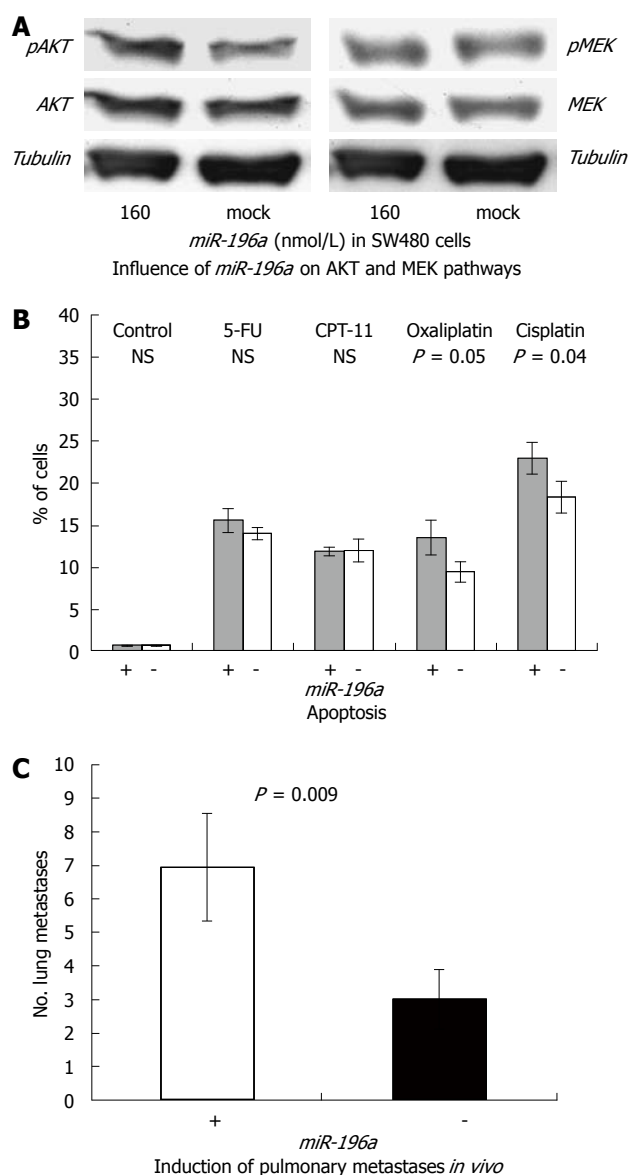 A
pAKT
pMEK
AKT
MEK
Tubulin
Tubulin
160 mock 160 mock
miR-196a (nmol/L) in SW480 cells
Influence of miR-196a on AKT and MEK pathways
B
% of cells
40
35
30
25
20
15
10
5
0
Control 5-FU CPT-11 Oxaliplatin Cisplatin
NS NS NS P = 0.05 P = 0.04
+ - + - + - + - + -
miR-196a
Apoptosis
C
No. lung metastases
10
9
8
7
6
5
4
3
2
1
0
P = 0.009
+ -
miR-196a
Induction of pulmonary metastases in vivo